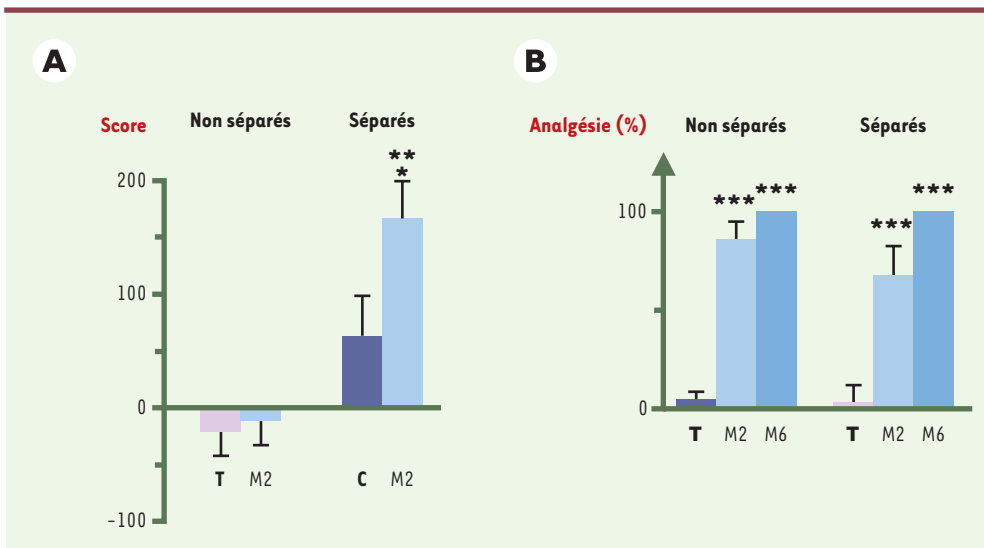 A
Score
Non séparés
Séparés
**
*
200
100
0
-100
T M2
C M2
B
Analgésie (%)
Non séparés
Séparés
***
***
***
***
100
0
T M2 M6
T M2 M6